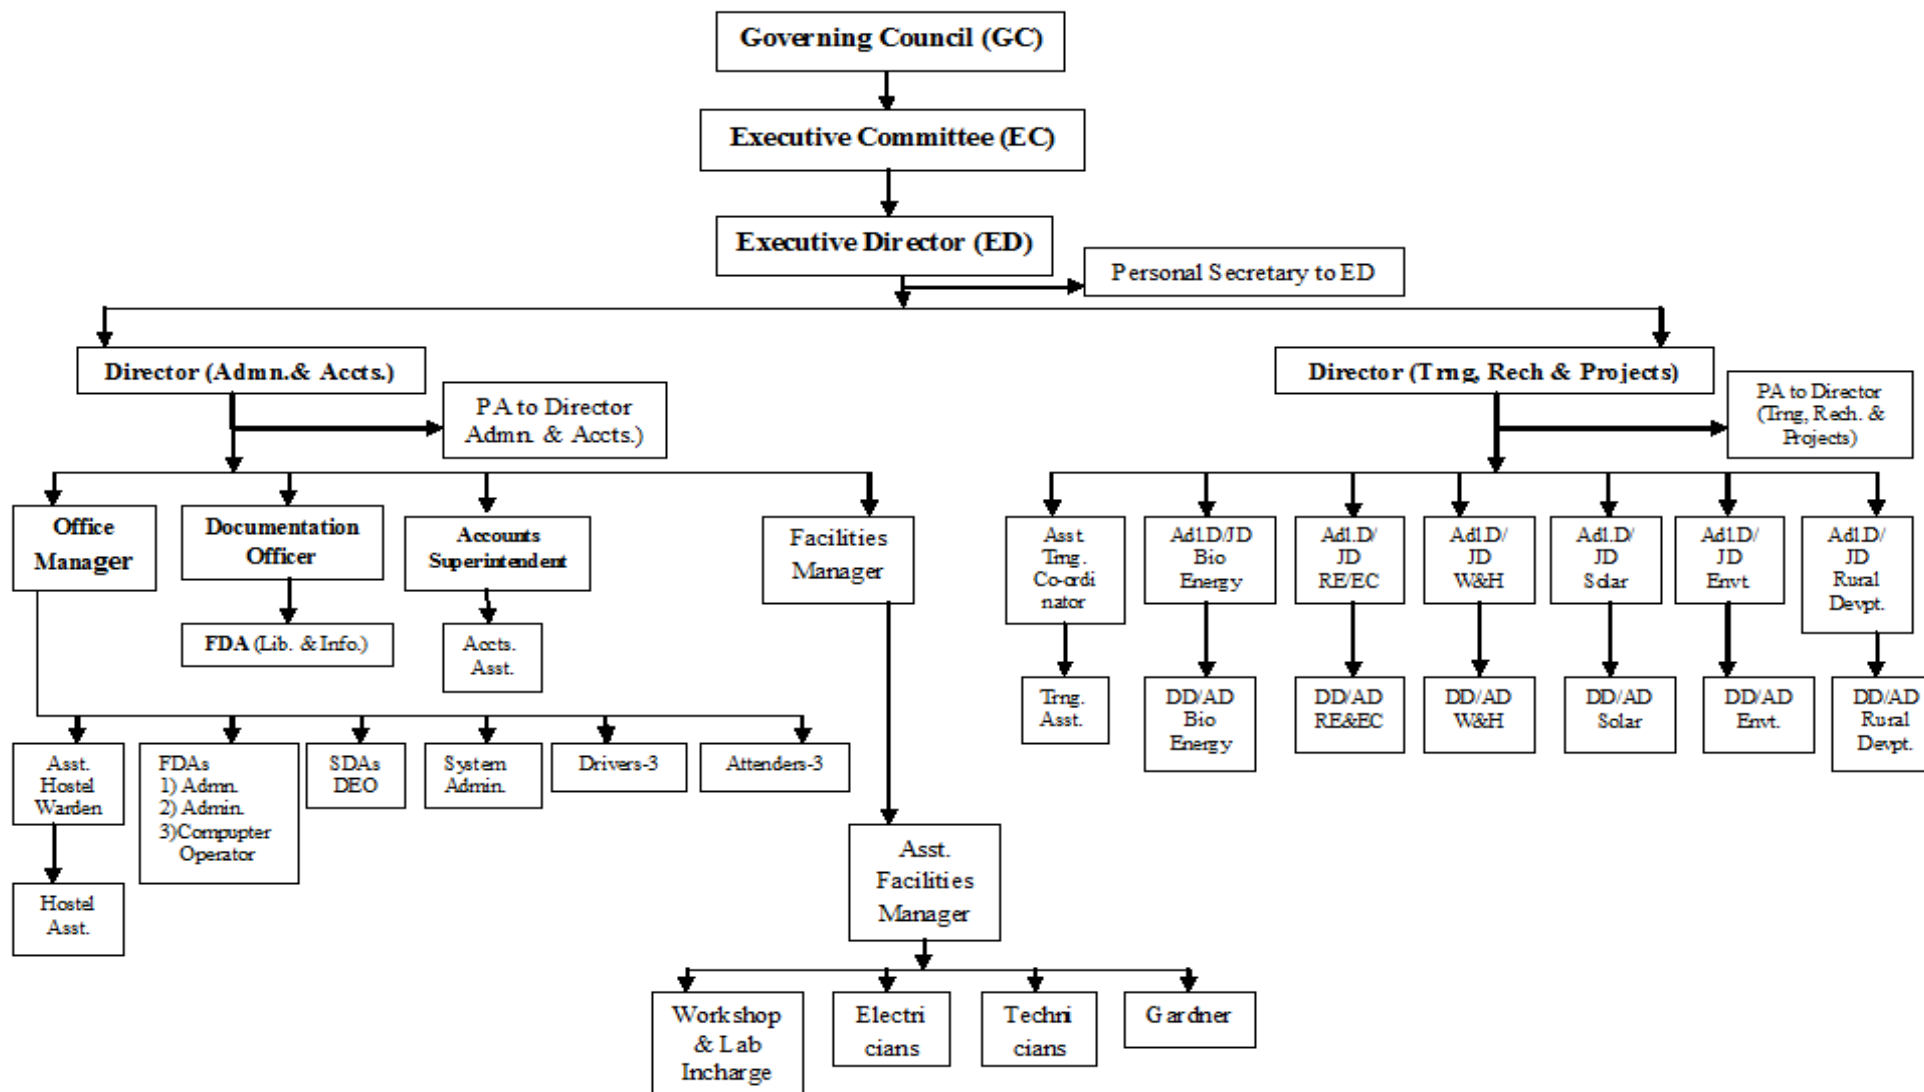 Governing Council (GC)
Executive Committee (EC)
Executive Director (ED)
Personal Secretary to ED
Director (Admn.& Accts.)
Director (Trng, Rech & Projects)
PA to Director
Admn. & Accts.)
PA to Director
(Trng, Rech. &
Projects)
Office
Manager
Documentation
Officer
Accounts
Superintendent
Facilities
Manager
Asst.
Trng.
Co-ordi
nator
Adl.D/JD
Bio
Energy
Adl.D/
JD
RE/EC
Adl.D/
JD
W&H
Adl.D/
JD
Solar
Adl.D/
JD
Envt.
Adl.D/
JD
Rural
Devpt.
FDA (Lib. & Info.)
Accts.
Asst.
Trng.
Asst.
DD/AD
Bio
Energy
DD/AD
RE&EC
DD/AD
W&H
DD/AD
Solar
DD/AD
Envt.
DD/AD
Rural
Devpt.
Asst.
Hostel
Warden
FDAs
1) Admn.
2) Admin.
3)Compupter
Operator
SDAs
DEO
System
Admin.
Drivers-3
Attenders-3
Hostel
Asst.
Asst.
Facilities
Manager
Workshop
& Lab
Incharge
Electri
cians
Techni
cians
Gardner